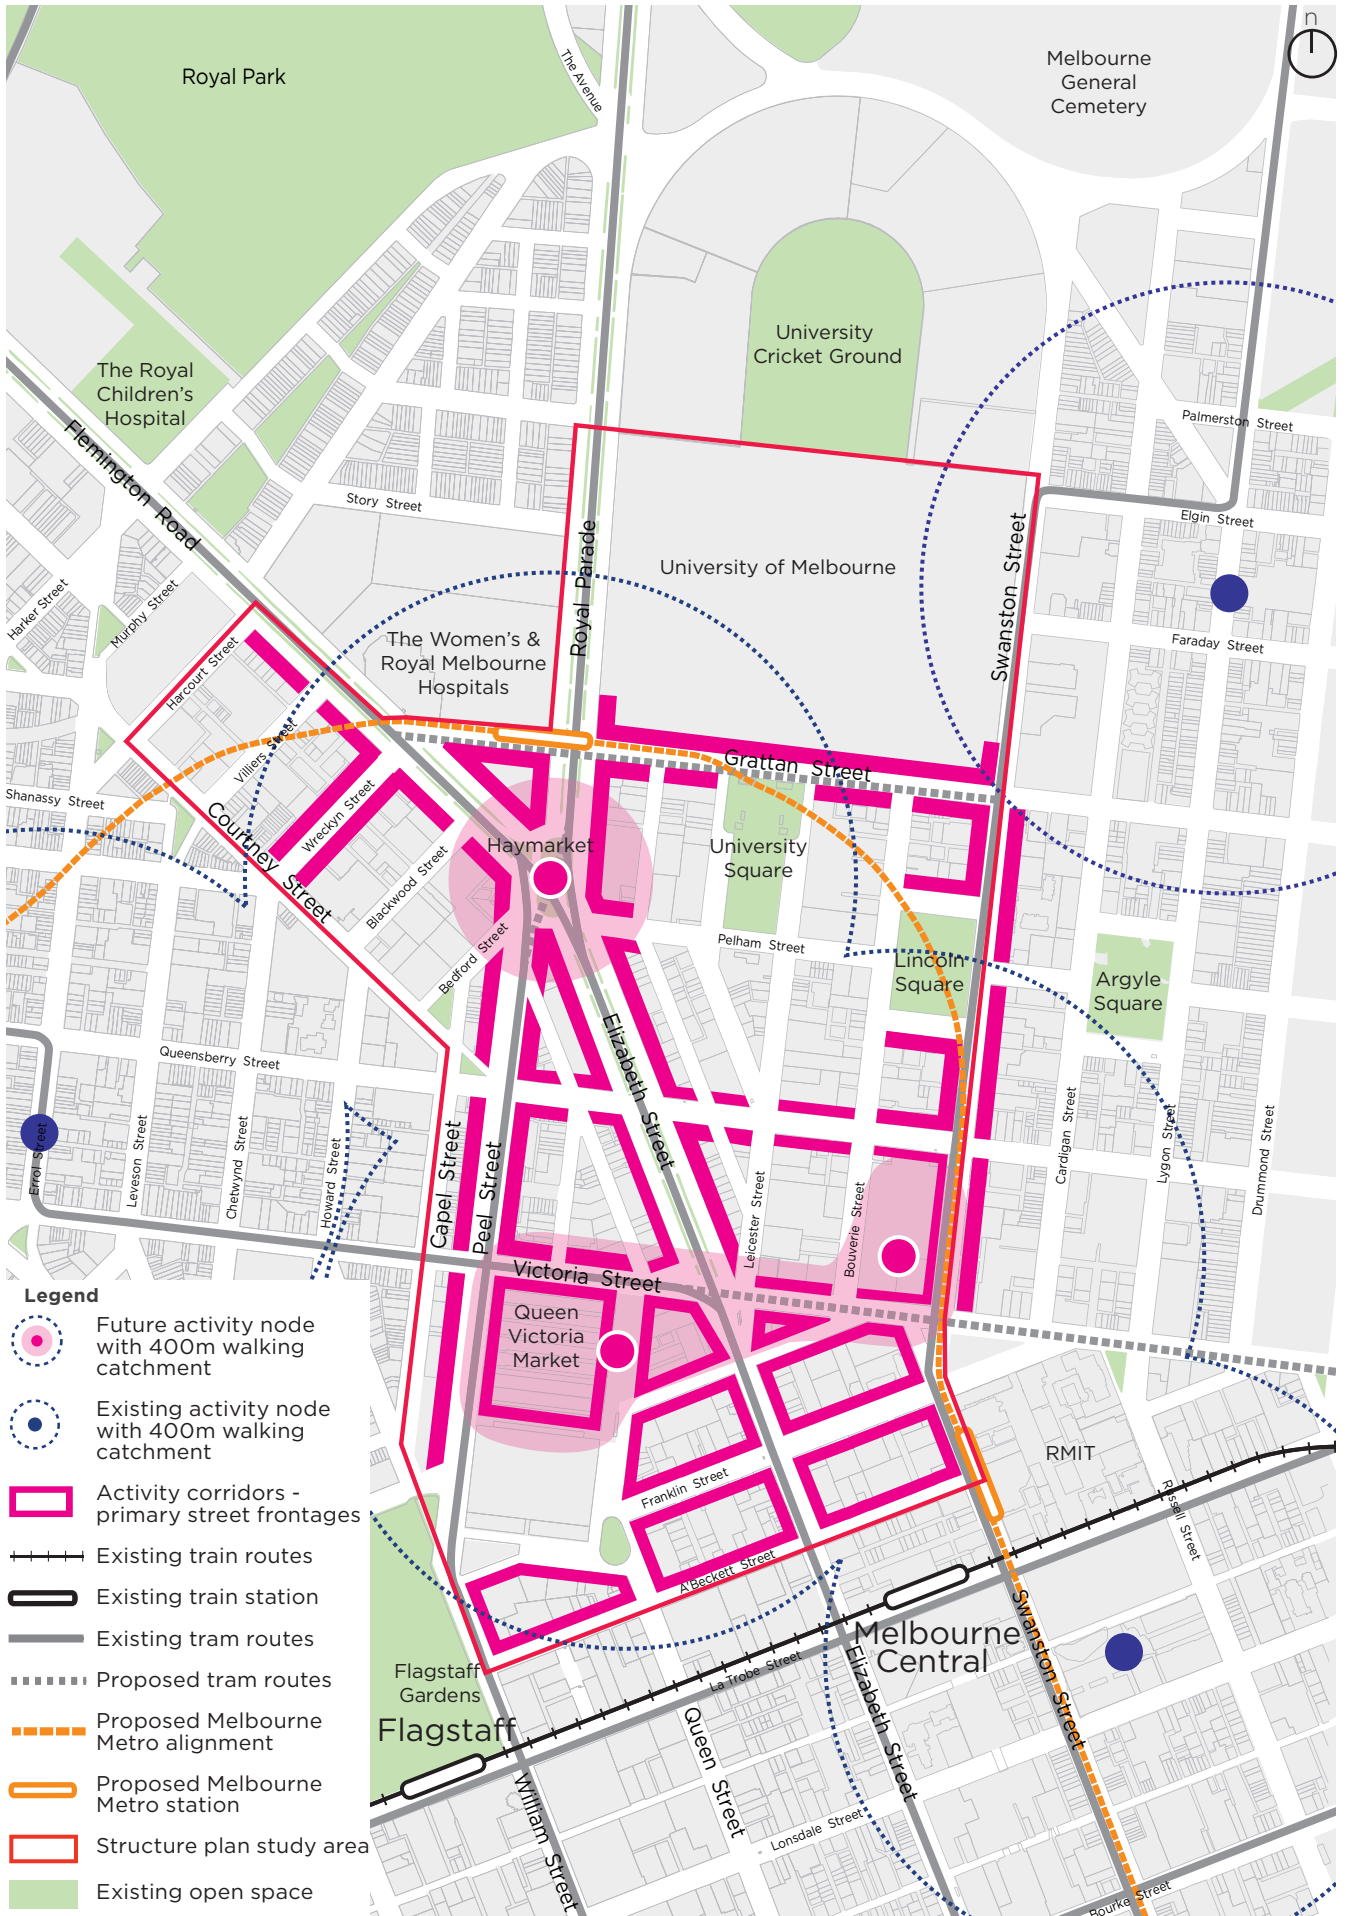 n
Royal Park
The Avenue
Melbourne
General
Cemetery
University
Cricket Ground
The Royal
Children's
Hospital
Palmerston Street
Flemington Road
Story Street
Elgin Street
Royal Parade
University of Melbourne
Swanston Street
Harker Street
Murphy Street
Faraday Street
The Women's &
Royal Melbourne
Hospitals
Harcourt Street
Villiers Street
Grattan Street
Shanassy Street
Courtney Street
Wreckyn Street
Haymarket
University
Square
Blackwood Street
Bedford Street
Pelham Street
Lincoln
Square
Argyle
Square
Queensberry Street
Elizabeth Street
Errol Street
Leveson Street
Chetwynd Street
Howard Street
Capel Street
Peel Street
Leicester Street
Bouverie Street
Cardigan Street
Lygon Street
Drummond Street
Victoria Street
Queen
Victoria
Market
Franklin Street
A'Beckett Street
RMIT
Russell Street
Swanston Street
Melbourne
Central
La Trobe Street
Elizabeth Street
Flagstaff
Gardens
Flagstaff
William Street
Queen Street
Lonsdale Street
Bourke Street
Legend
Future activity node
with 400m walking
catchment
Existing activity node
with 400m walking
catchment
Activity corridors -
primary street frontages
Existing train routes
Existing train station
Existing tram routes
Proposed tram routes
Proposed Melbourne
Metro alignment
Proposed Melbourne
Metro station
Structure plan study area
Existing open space